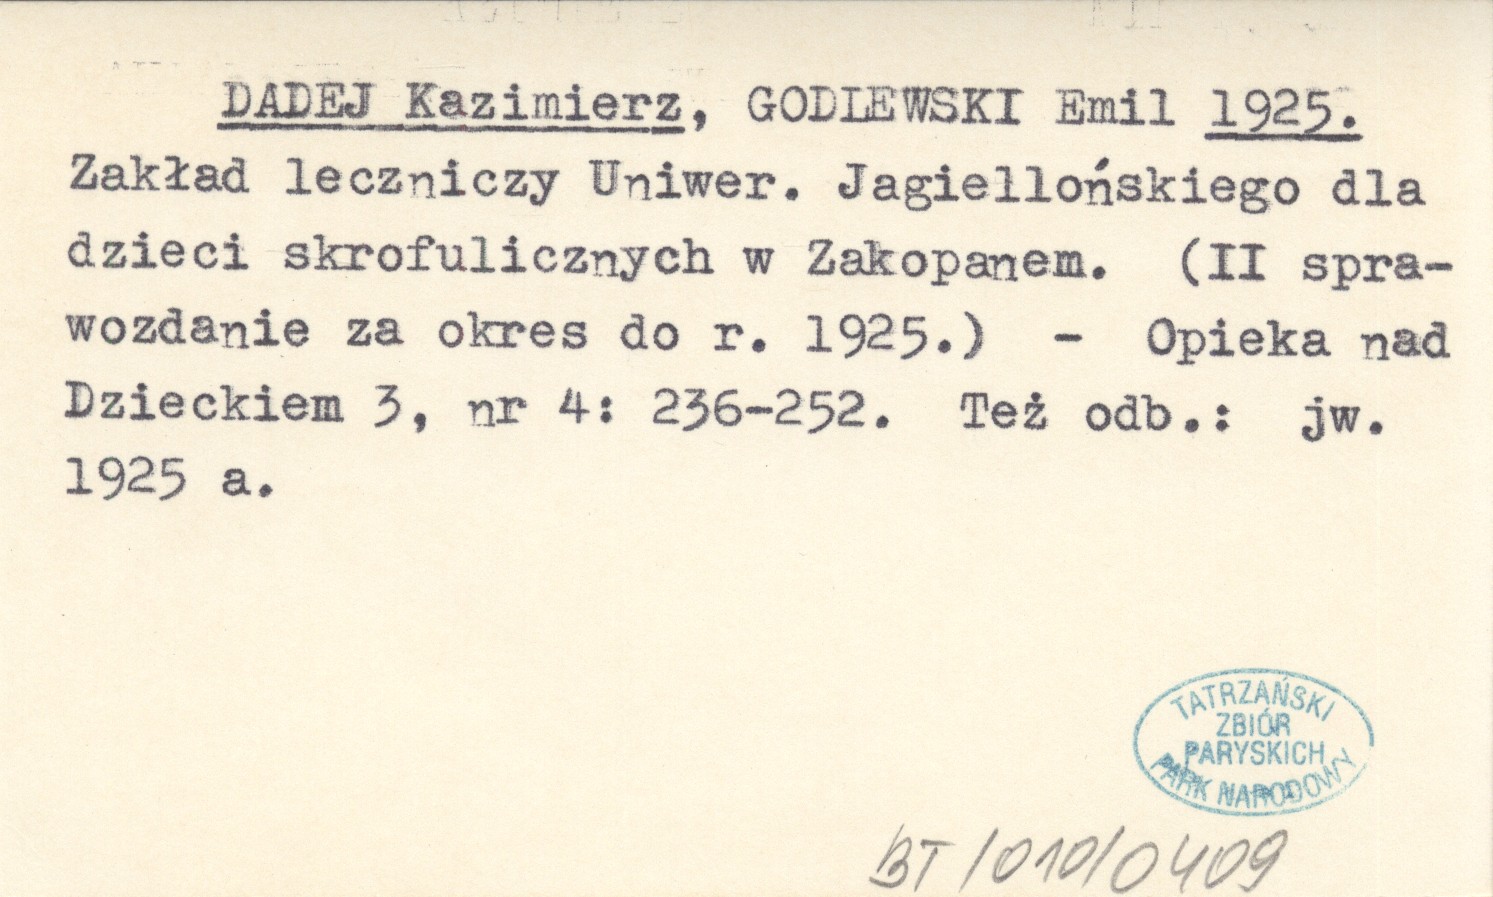 DADEJ Kazimierz, GODLEWSKI Emil 1925.
Zakład leczniczy Uniwer. Jagiellońskiego dla
dzieci skrofulicznych w Zakopanem. (II spra-
wozdanie za okres do r. 1925.) - Opieka nad
Dzieckiem 3, nr 4: 236-252. Też odb.: jw.
1925 a.
TATRZAŃSKI
ZBIÓR
PARYSKICH
PARK NARODOWY
BT/010/0409